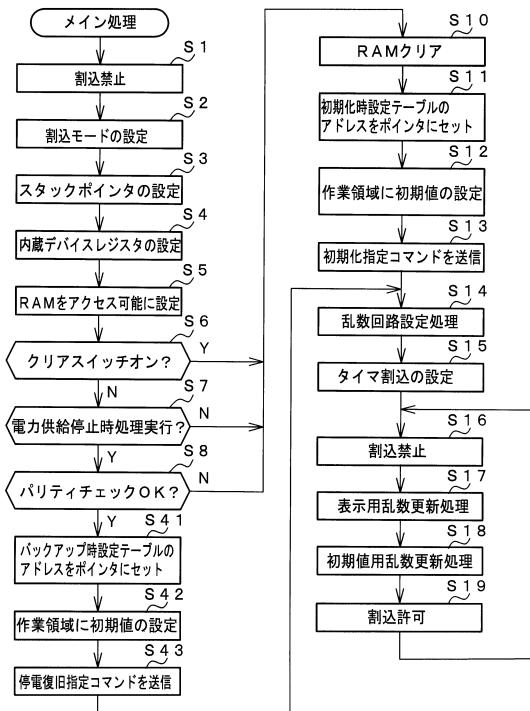 メイン処理
S1
割込禁止
S2
割込モードの設定
S3
スタックポインタの設定
S4
内蔵デバイスレジスタの設定
S5
RAMをアクセス可能に設定
S6
クリアスイッチオン?
Y
N
S7
電力供給停止時処理実行?
N
Y
S8
パリティチェックOK?
N
Y
S41
バックアップ時設定テーブルの
アドレスをポインタにセット
S42
作業領域に初期値の設定
S43
停電復旧指定コマンドを送信
S10
RAMクリア
S11
初期化時設定テーブルの
アドレスをポインタにセット
S12
作業領域に初期値の設定
S13
初期化指定コマンドを送信
S14
乱数回路設定処理
S15
タイマ割込の設定
S16
割込禁止
S17
表示用乱数更新処理
S18
初期値用乱数更新処理
S19
割込許可